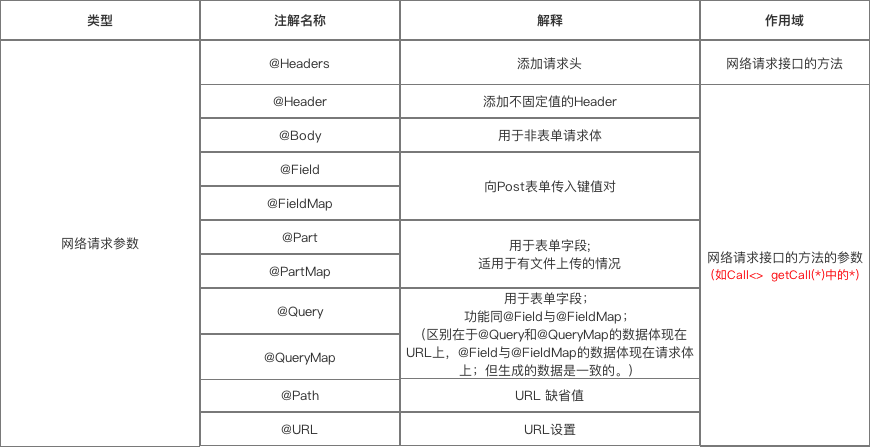 类型 注解名称 解释 作用域
网络请求参数
@Headers 添加请求头 网络请求接口的方法
@Header 添加不固定值的Header
@Body 用于非表单请求体
@Field
@FieldMap
向Post表单传入键值对
@Part
@PartMap
用于表单字段;
适用于有文件上传的情况
网络请求接口的方法的参数
(如Call<> getCall(*)中的*)
@Query
@QueryMap
用于表单字段；
功能同@Field与@FieldMap；
（区别在于@Query和@QueryMap的数据体现在
URL上，@Field与@FieldMap的数据体现在请求体
上；但生成的数据是一致的。）
@Path URL 缺省值
@URL URL设置